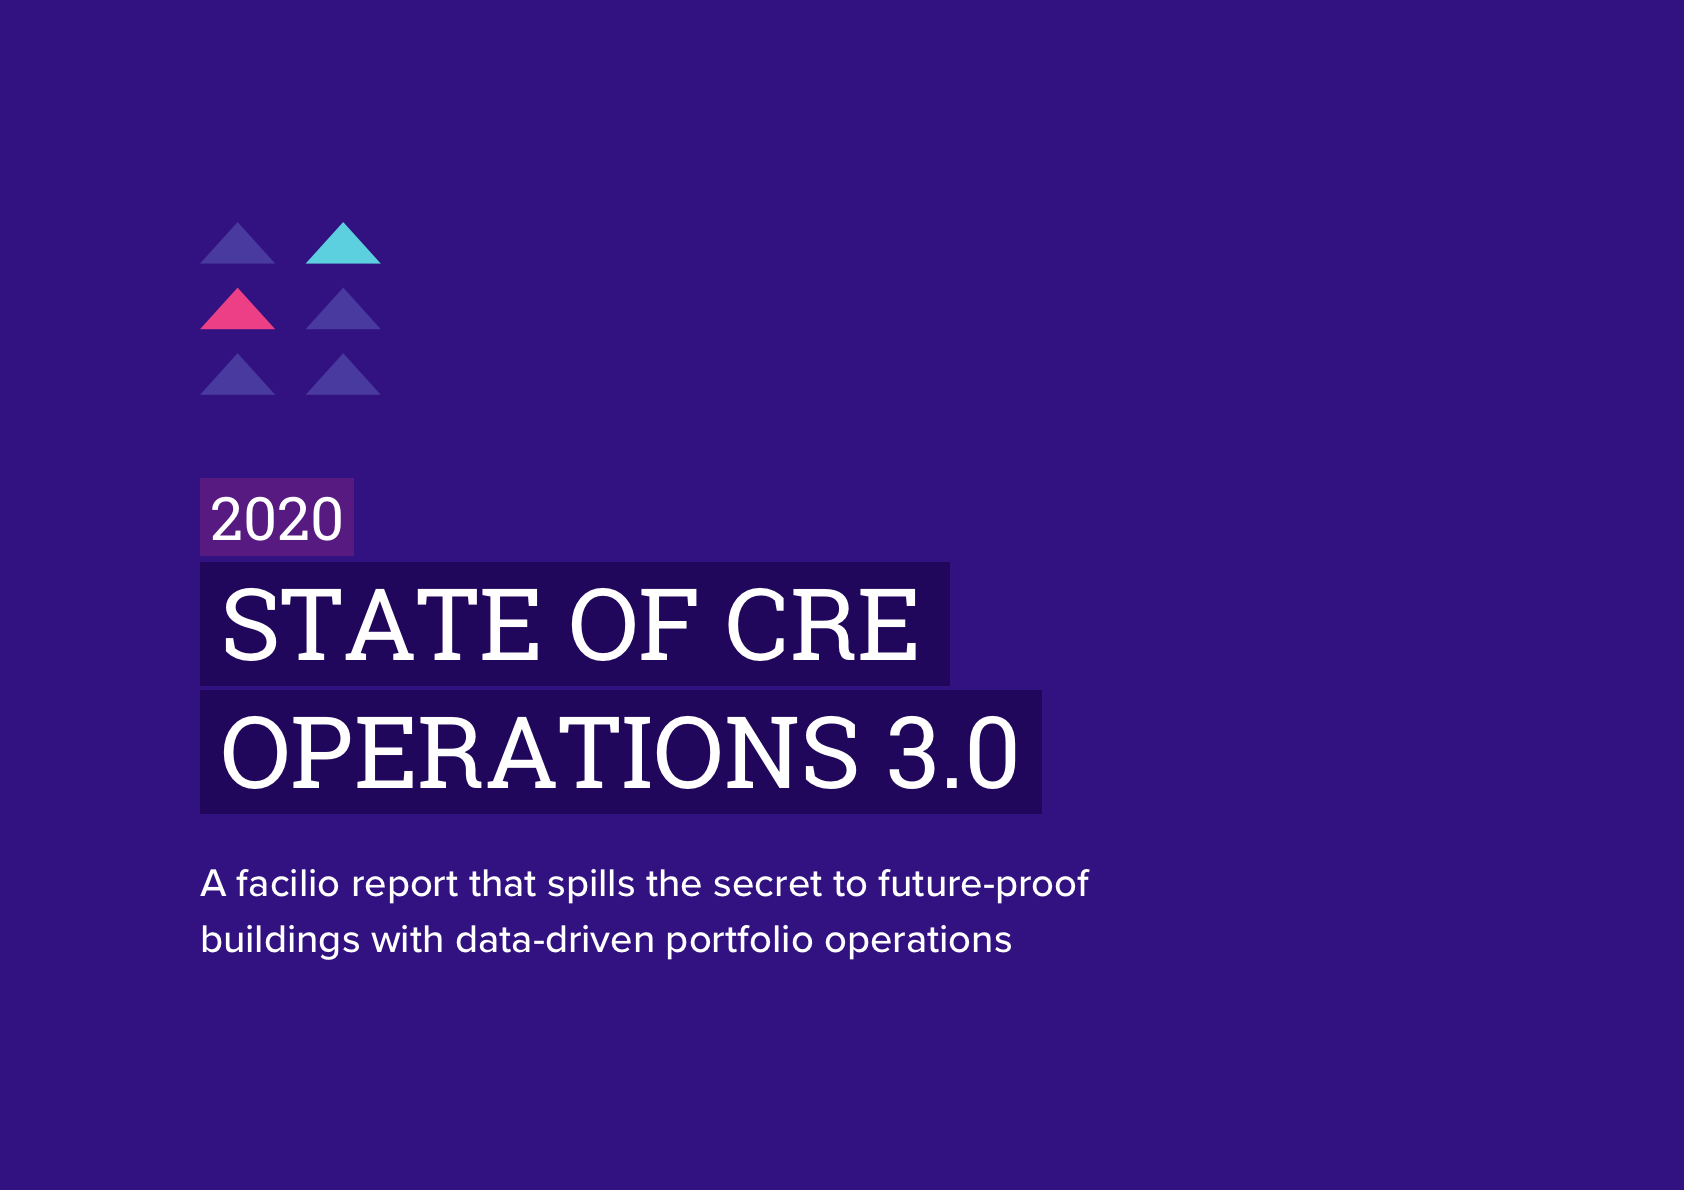 2020
STATE OF CRE
OPERATIONS 3.0
A facilio report that spills the secret to future-proof
buildings with data-driven portfolio operations